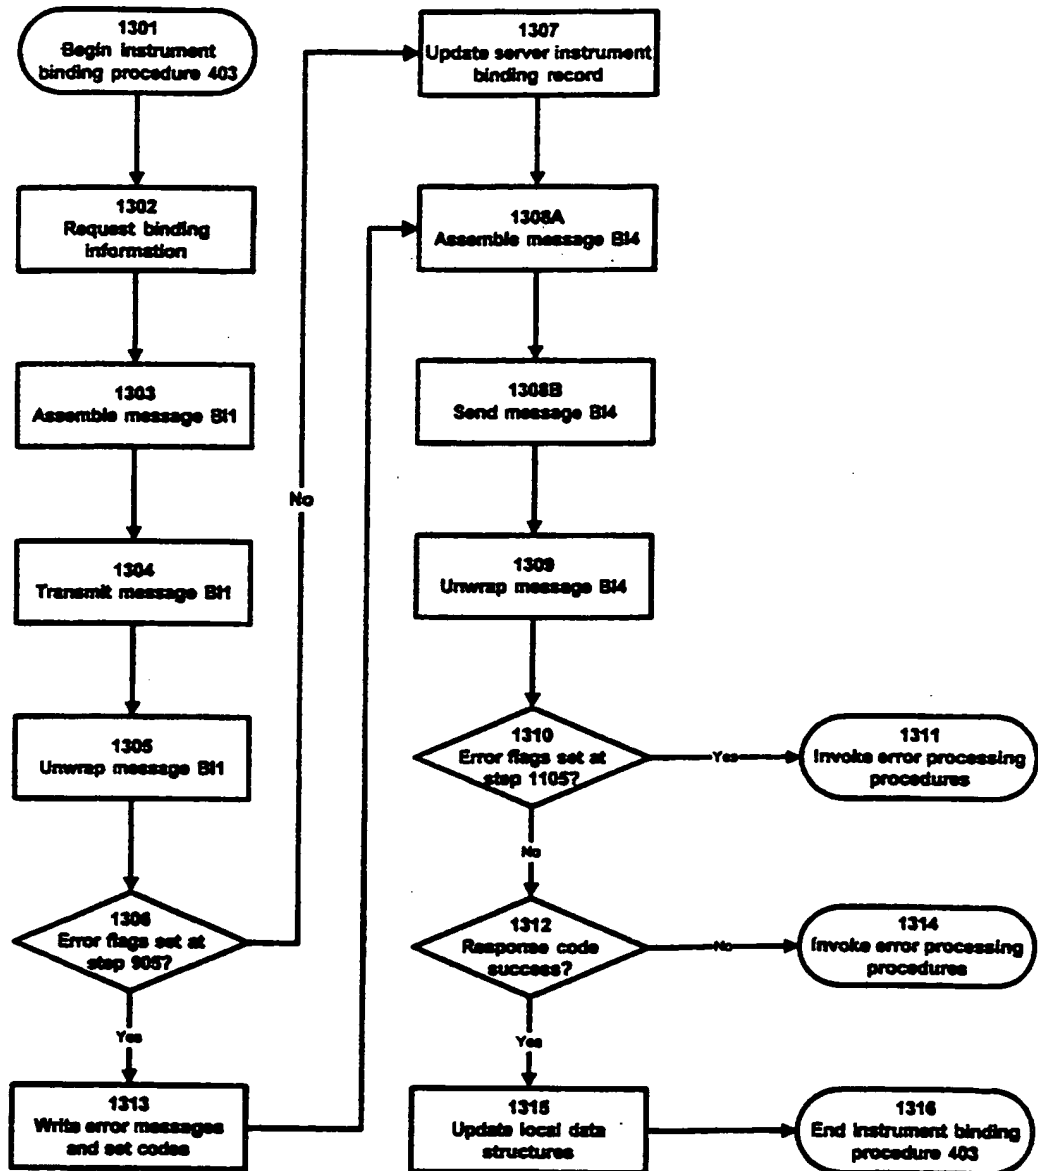 1301
Begin instrument
binding procedure 403
1302
Request binding
information
1303
Assemble message BI1
1304
Transmit message BI1
1305
Unwrap message BI1
1306
Error flags set at
step 905?
Yes
1313
Write error messages
and set codes
No
1307
Update server instrument
binding record
1308A
Assemble message BI4
1308B
Send message BI4
1309
Unwrap message BI4
1310
Error flags set at
step 1105?
Yes
1311
Invoke error processing
procedures
No
1312
Response code
success?
No
1314
Invoke error processing
procedures
Yes
1315
Update local data
structures
1316
End instrument binding
procedure 403